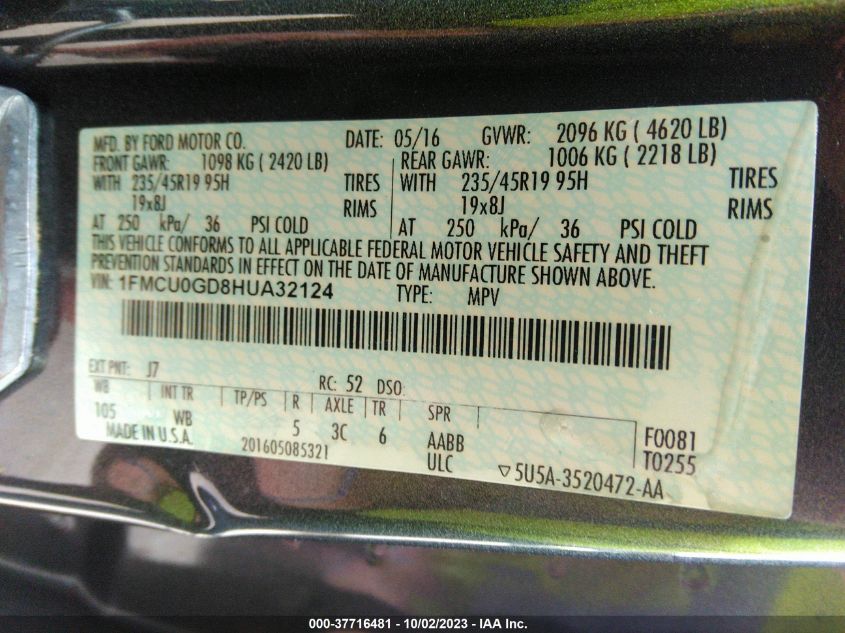 MFD. BY FORD MOTOR CO. DATE: 05/16 GVWR: 2096 KG ( 4620 LB)
FRONT GAWR: 1098 KG ( 2420 LB) REAR GAWR: 1006 KG ( 2218 LB)
WITH 235/45R19 95H TIRES WITH 235/45R19 95H TIRES
19x8J RIMS 19x8J RIMS
AT 250 kPa/ 36 PSI COLD AT 250 kPa/ 36 PSI COLD
THIS VEHICLE CONFORMS TO ALL APPLICABLE FEDERAL MOTOR VEHICLE SAFETY AND THEFT
PREVENTION STANDARDS IN EFFECT ON THE DATE OF MANUFACTURE SHOWN ABOVE.
VIN: 1FMCU0GD8HUA32124 TYPE: MPV
EXT PNT: J7 RC: 52 DSO:
WB INT TR TP/PS R AXLE TR SPR
105 WB 5 3C 6 AABB F0081
MADE IN U.S.A. 201605085321 ULC T0255
▽5U5A-3520472-AA
000-37716481 - 10/02/2023 - IAA Inc.